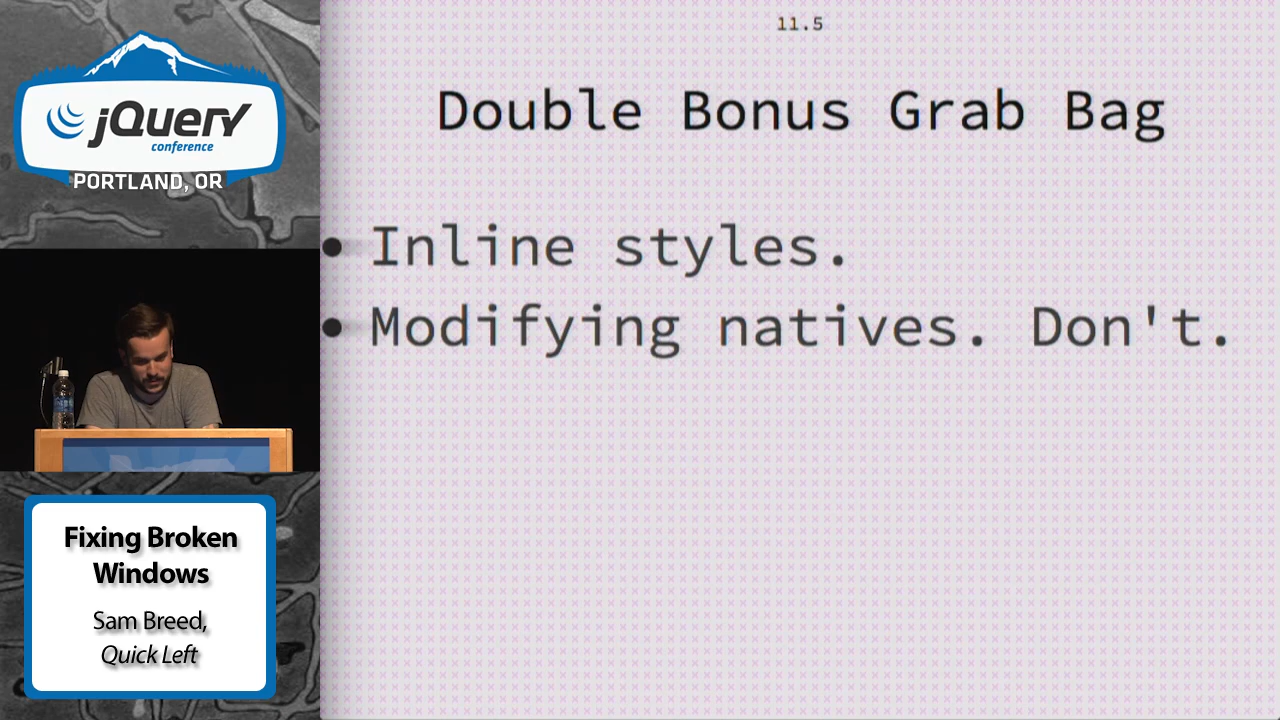 jQuery
conference
PORTLAND, OR
Fixing Broken
Windows
Sam Breed,
Quick Left
11.5
Double Bonus Grab Bag
• Inline styles.
• Modifying natives. Don't.